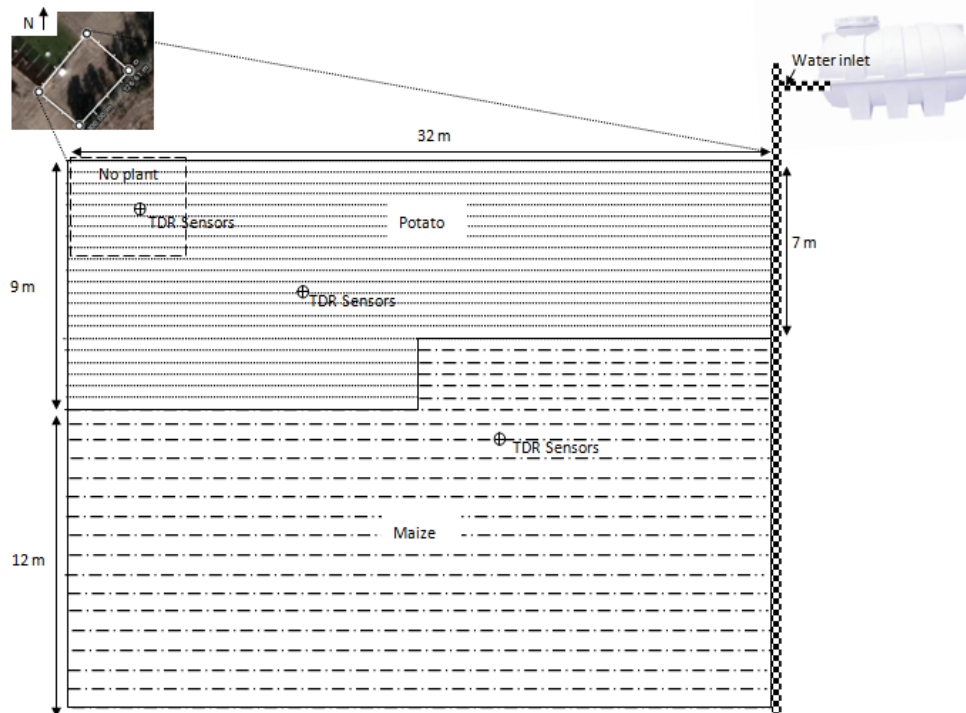 N
Water inlet
32 m
No plant
TDR Sensors
Potato
7 m
9 m
TDR Sensors
TDR Sensors
Maize
12 m